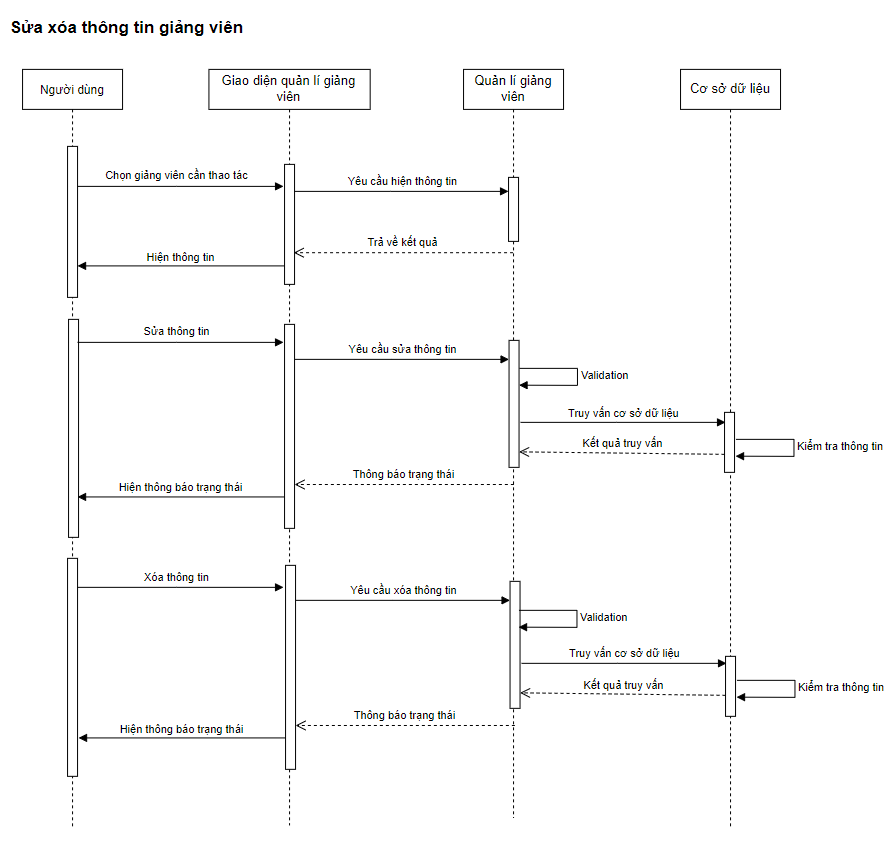 Sửa xóa thông tin giảng viên
Người dùng
Giao diện quản lí giảng
viên
Quản lí giảng
viên
Cơ sở dữ liệu
Chọn giảng viên cần thao tác
Yêu cầu hiện thông tin
Trả về kết quả
Hiện thông tin
Sửa thông tin
Yêu cầu sửa thông tin
Validation
Truy vấn cơ sở dữ liệu
Kết quả truy vấn
Kiểm tra thông tin
Thông báo trạng thái
Hiện thông báo trạng thái
Xóa thông tin
Yêu cầu xóa thông tin
Validation
Truy vấn cơ sở dữ liệu
Kết quả truy vấn
Kiểm tra thông tin
Thông báo trạng thái
Hiện thông báo trạng thái